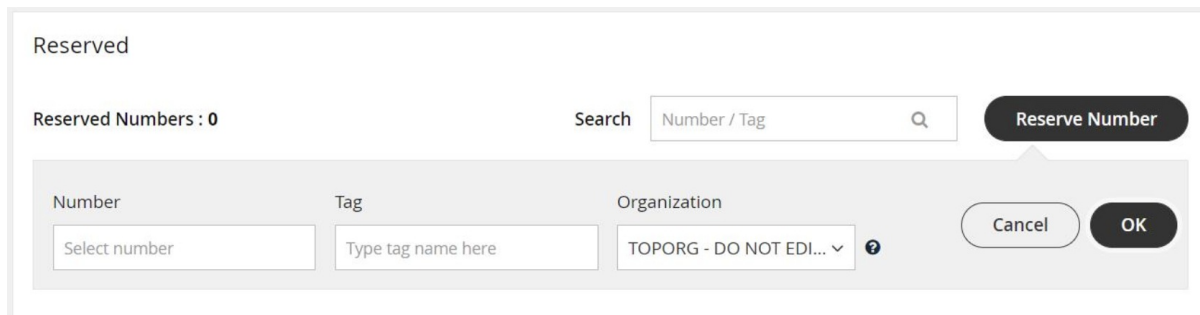 Reserved
Reserved Numbers : 0 Search Number / Tag Reserve Number
Number Tag Organization
Select number Type tag name here TOPORG - DO NOT EDI... Cancel OK